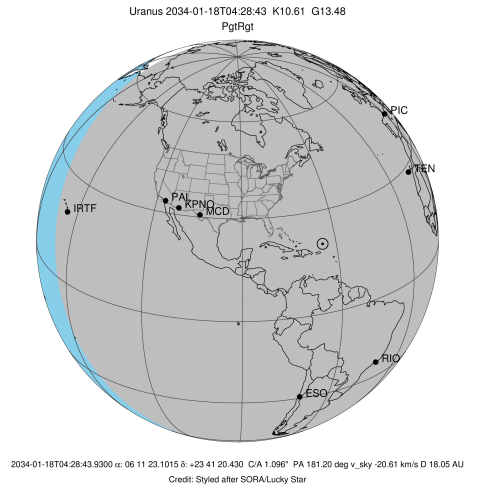 Uranus 2034-01-18T04:28:43 K10.61 G13.48
PgtRgt
PIC
TEN
PAL
KPNO
MCD
IRTF
RIO
ESO
2034-01-18T04:28:43.9300 α: 06 11 23.1015 δ: +23 41 20.430 C/A 1.096" PA 181.20 deg v_sky -20.61 km/s D 18.05 AU
Credit: Styled after SORA/Lucky Star